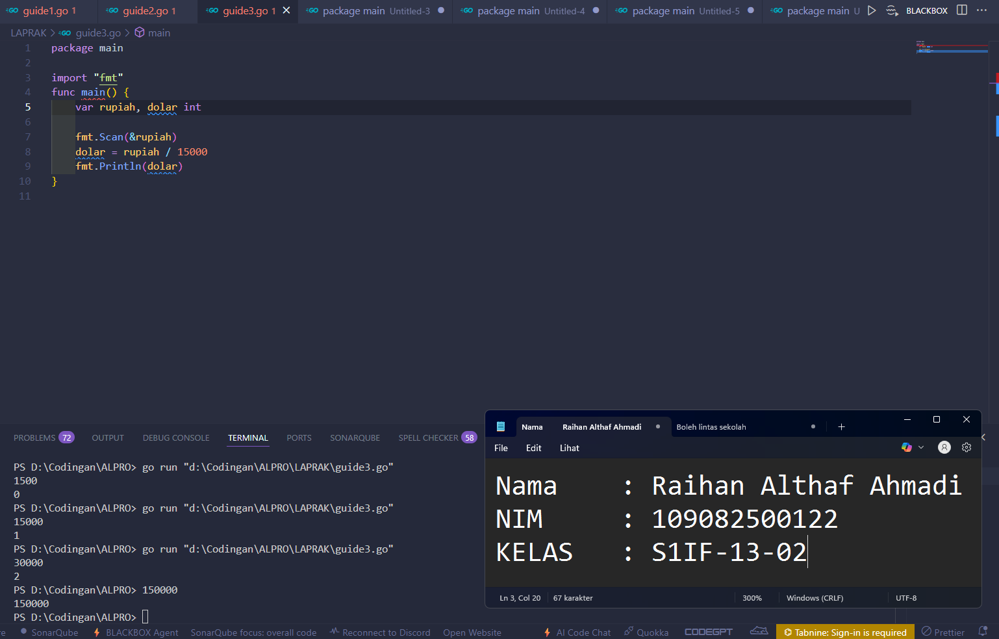 guide1.go 1
guide2.go 1
guide3.go 1
package main Untitled-3
package main Untitled-4
package main Untitled-5
package main U
BLACKBOX
LAPRAK > guide3.go > main
1 package main
2
3 import "fmt"
4 func main() {
5 var rupiah, dolar int
6
7 fmt.Scan(&rupiah)
8 dolar = rupiah / 15000
9 fmt.Println(dolar)
10 }
11
PROBLEMS 72 OUTPUT DEBUG CONSOLE TERMINAL PORTS SONARQUBE SPELL CHECKER 58
PS D:\Codingan\ALPRO> go run "d:\Codingan\ALPRO\LAPRAK\guide3.go"
1500
0
PS D:\Codingan\ALPRO> go run "d:\Codingan\ALPRO\LAPRAK\guide3.go"
15000
1
PS D:\Codingan\ALPRO> go run "d:\Codingan\ALPRO\LAPRAK\guide3.go"
30000
2
PS D:\Codingan\ALPRO> 150000
150000
PS D:\Codingan\ALPRO>
Nama Raihan Althaf Ahmadi
Boleh lintas sekolah
File Edit Lihat
Nama : Raihan Althaf Ahmadi
NIM : 109082500122
KELAS : S1IF-13-02
Ln 3, Col 20 67 karakter 300% Windows (CRLF) UTF-8
re SonarQube BLACKBOX Agent SonarQube focus: overall code Reconnect to Discord Open Website AI Code Chat Quokka CODEGPT Tabnine: Sign-in is required Prettier